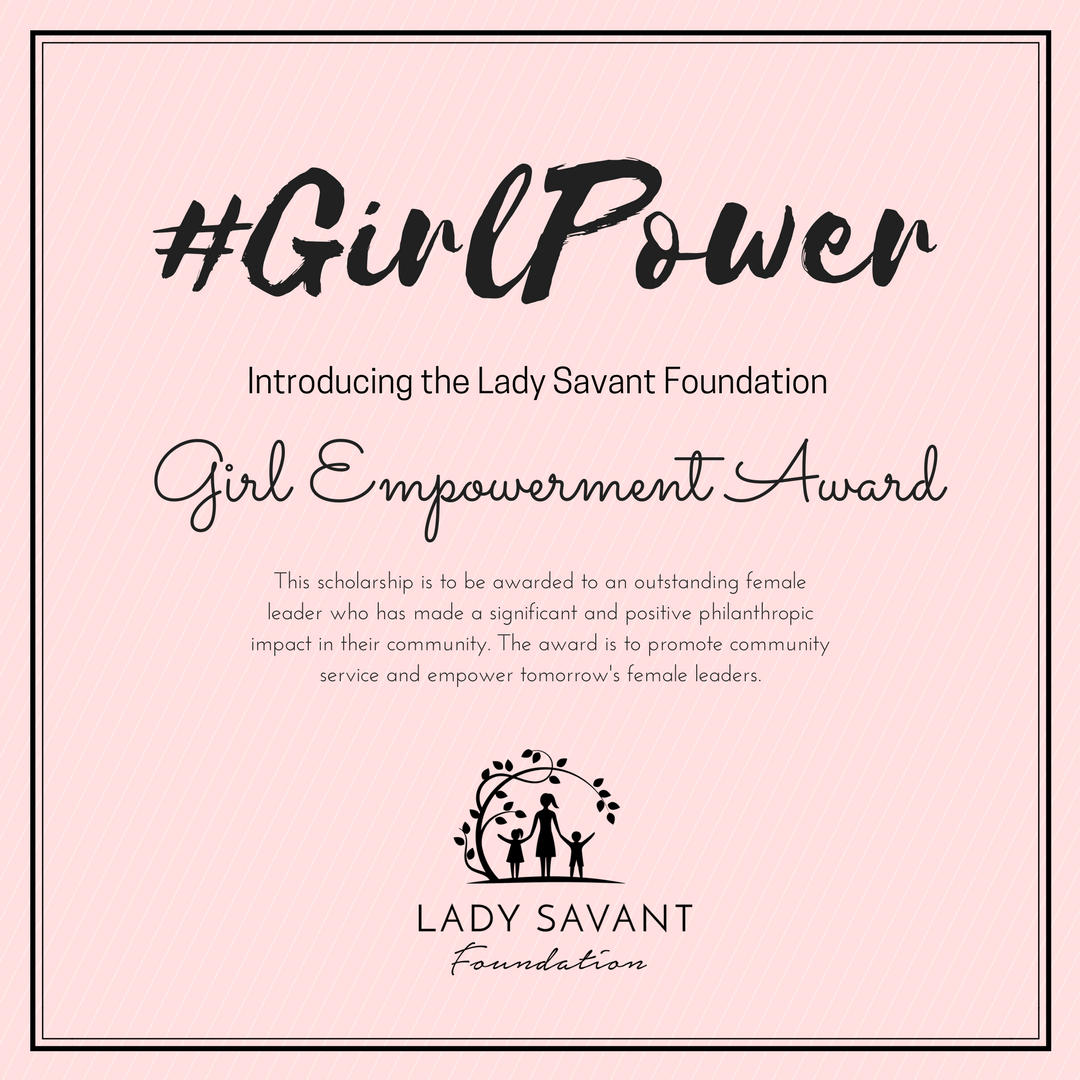 #GirlPower
Introducing the Lady Savant Foundation
Girl Empowerment Award
This scholarship is to be awarded to an outstanding female
leader who has made a significant and positive philanthropic
impact in their community. The award is to promote community
service and empower tomorrow's female leaders.
LADY SAVANT
Foundation